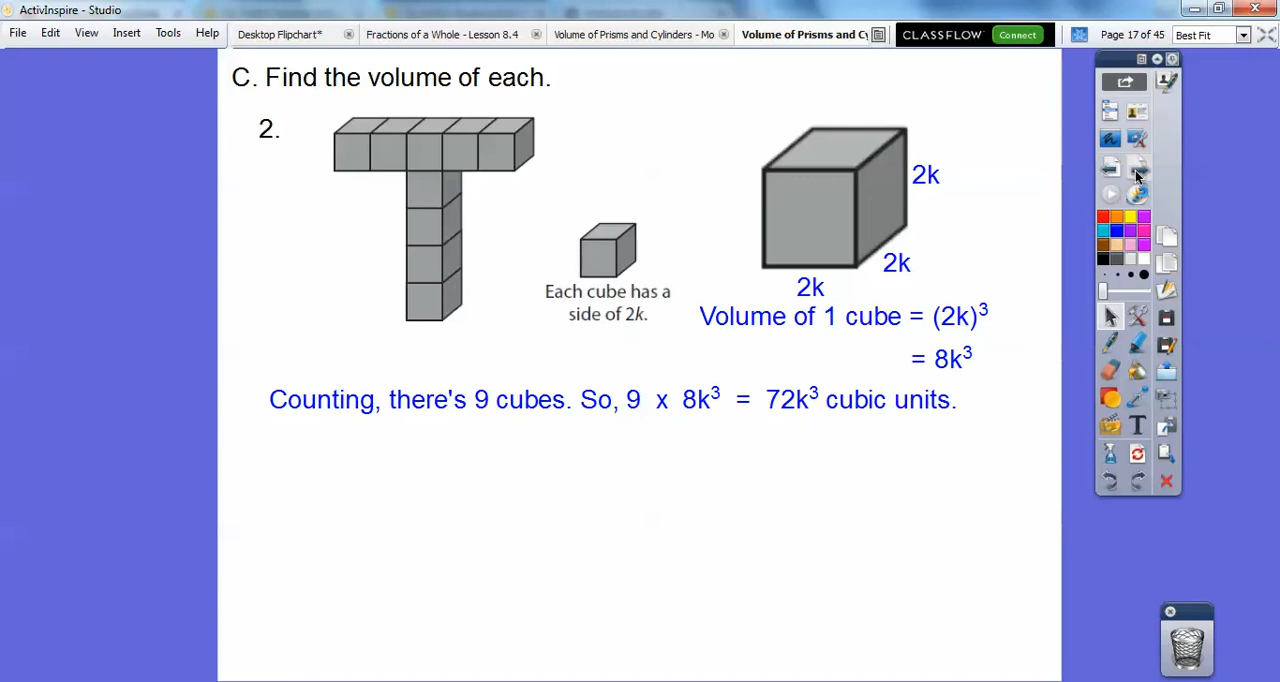 ActivInspire - Studio
File Edit View Insert Tools Help
Desktop Flipchart*
Fractions of a Whole - Lesson 8.4
Volume of Prisms and Cylinders - Mo
Volume of Prisms and Cy
CLASSFLOW Connect
Page 17 of 45
Best Fit
C. Find the volume of each.
2.
Each cube has a
side of 2k.
2k
2k
2k
Volume of 1 cube = (2k)³
= 8k³
Counting, there's 9 cubes. So, 9 x 8k³ = 72k³ cubic units.